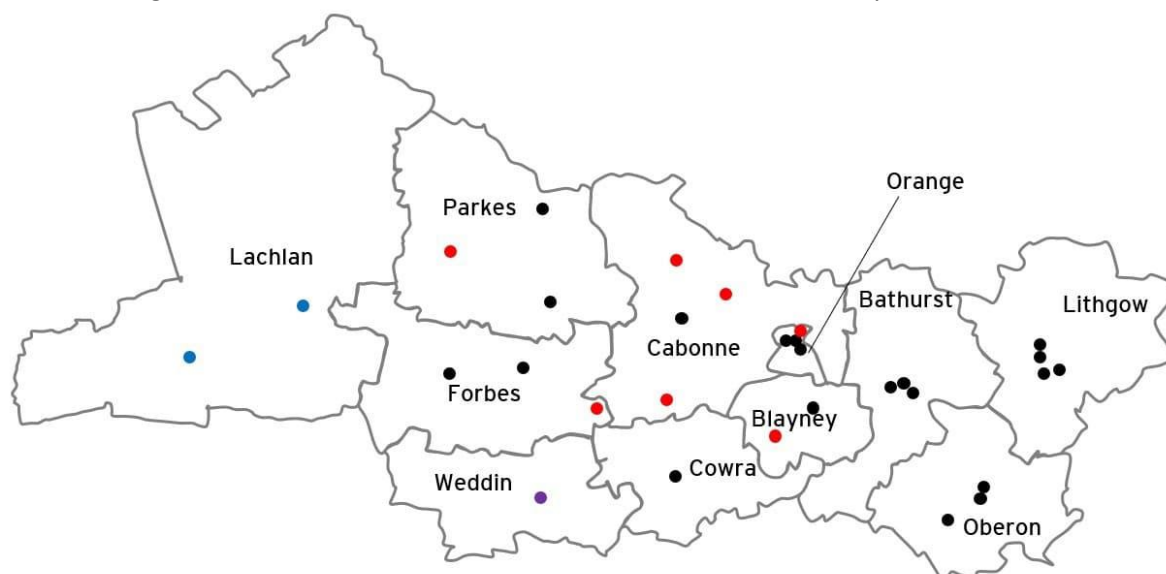 Orange
Parkes
Lachlan
Bathurst
Lithgow
Cabonne
Forbes
Blayney
Cowra
Weddin
Oberon